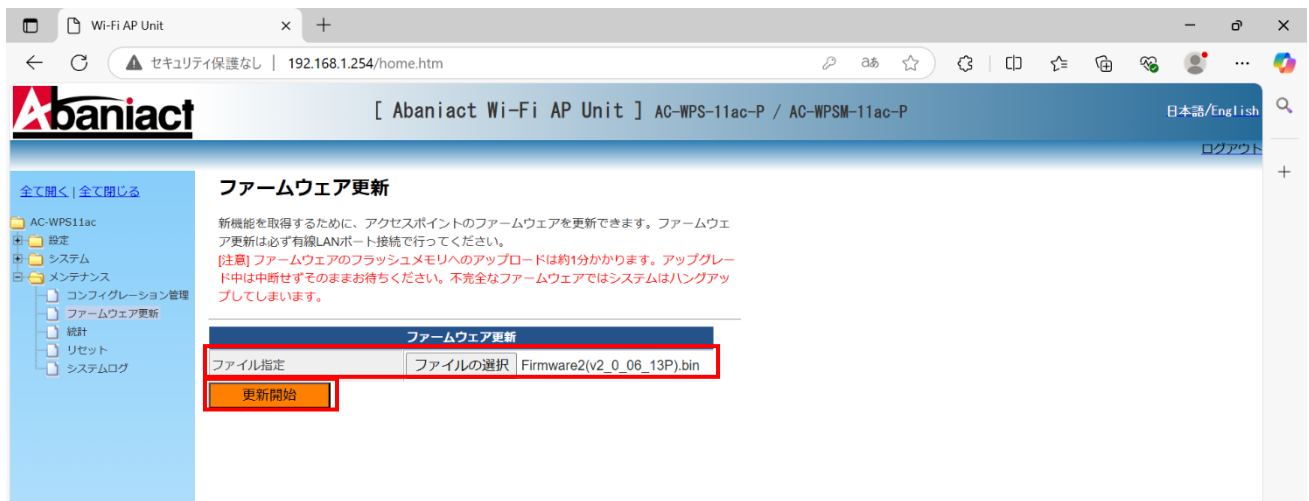 Wi-Fi AP Unit
セキュリティ保護なし | 192.168.1.254/home.htm
aあ
Abaniact
[ Abaniact Wi-Fi AP Unit ] AC-WPS-11ac-P / AC-WPSM-11ac-P
日本語/English
ログアウト
全て開く | 全て閉じる
AC-WPS11ac
設定
システム
メンテナンス
コンフィグレーション管理
ファームウェア更新
統計
リセット
システムログ
ファームウェア更新
新機能を取得するために、アクセスポイントのファームウェアを更新できます。ファームウェ
ア更新は必ず有線LANポート接続で行ってください。
[注意] ファームウェアのフラッシュメモリへのアップロードは約1分かかります。アップグレー
ド中は中断せずそのままお待ちください。不完全なファームウェアではシステムはハングアッ
プしてしまいます。
ファームウェア更新
ファイル指定 ファイルの選択 Firmware2(v2_0_06_13P).bin
更新開始